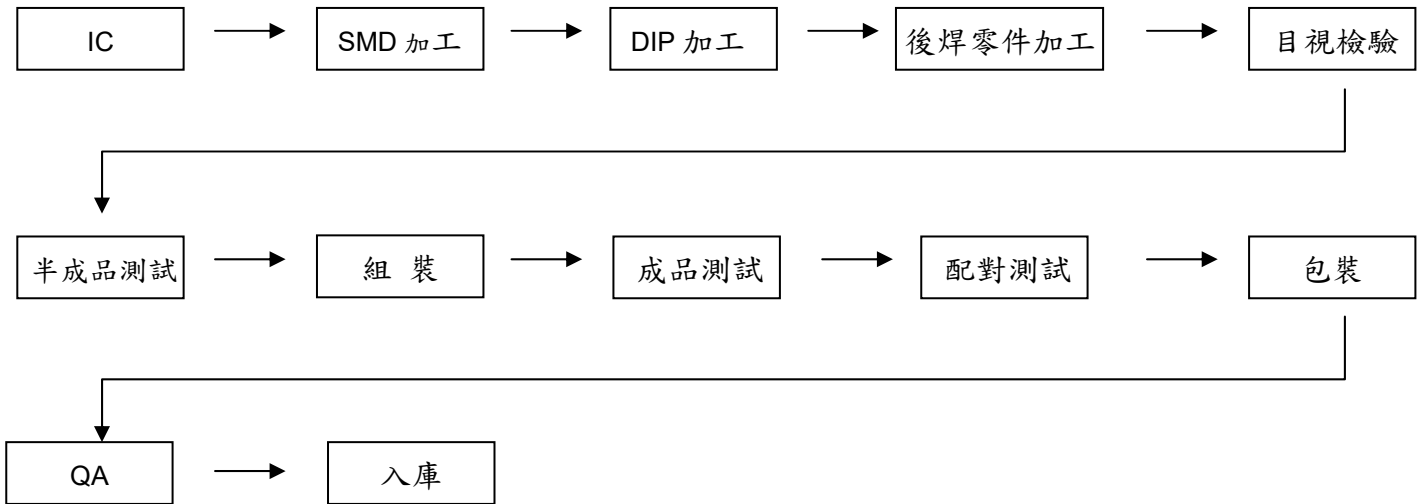 IC
SMD 加工
DIP 加工
後焊零件加工
目視檢驗
半成品測試
組 裝
成品測試
配對測試
包裝
QA
入庫